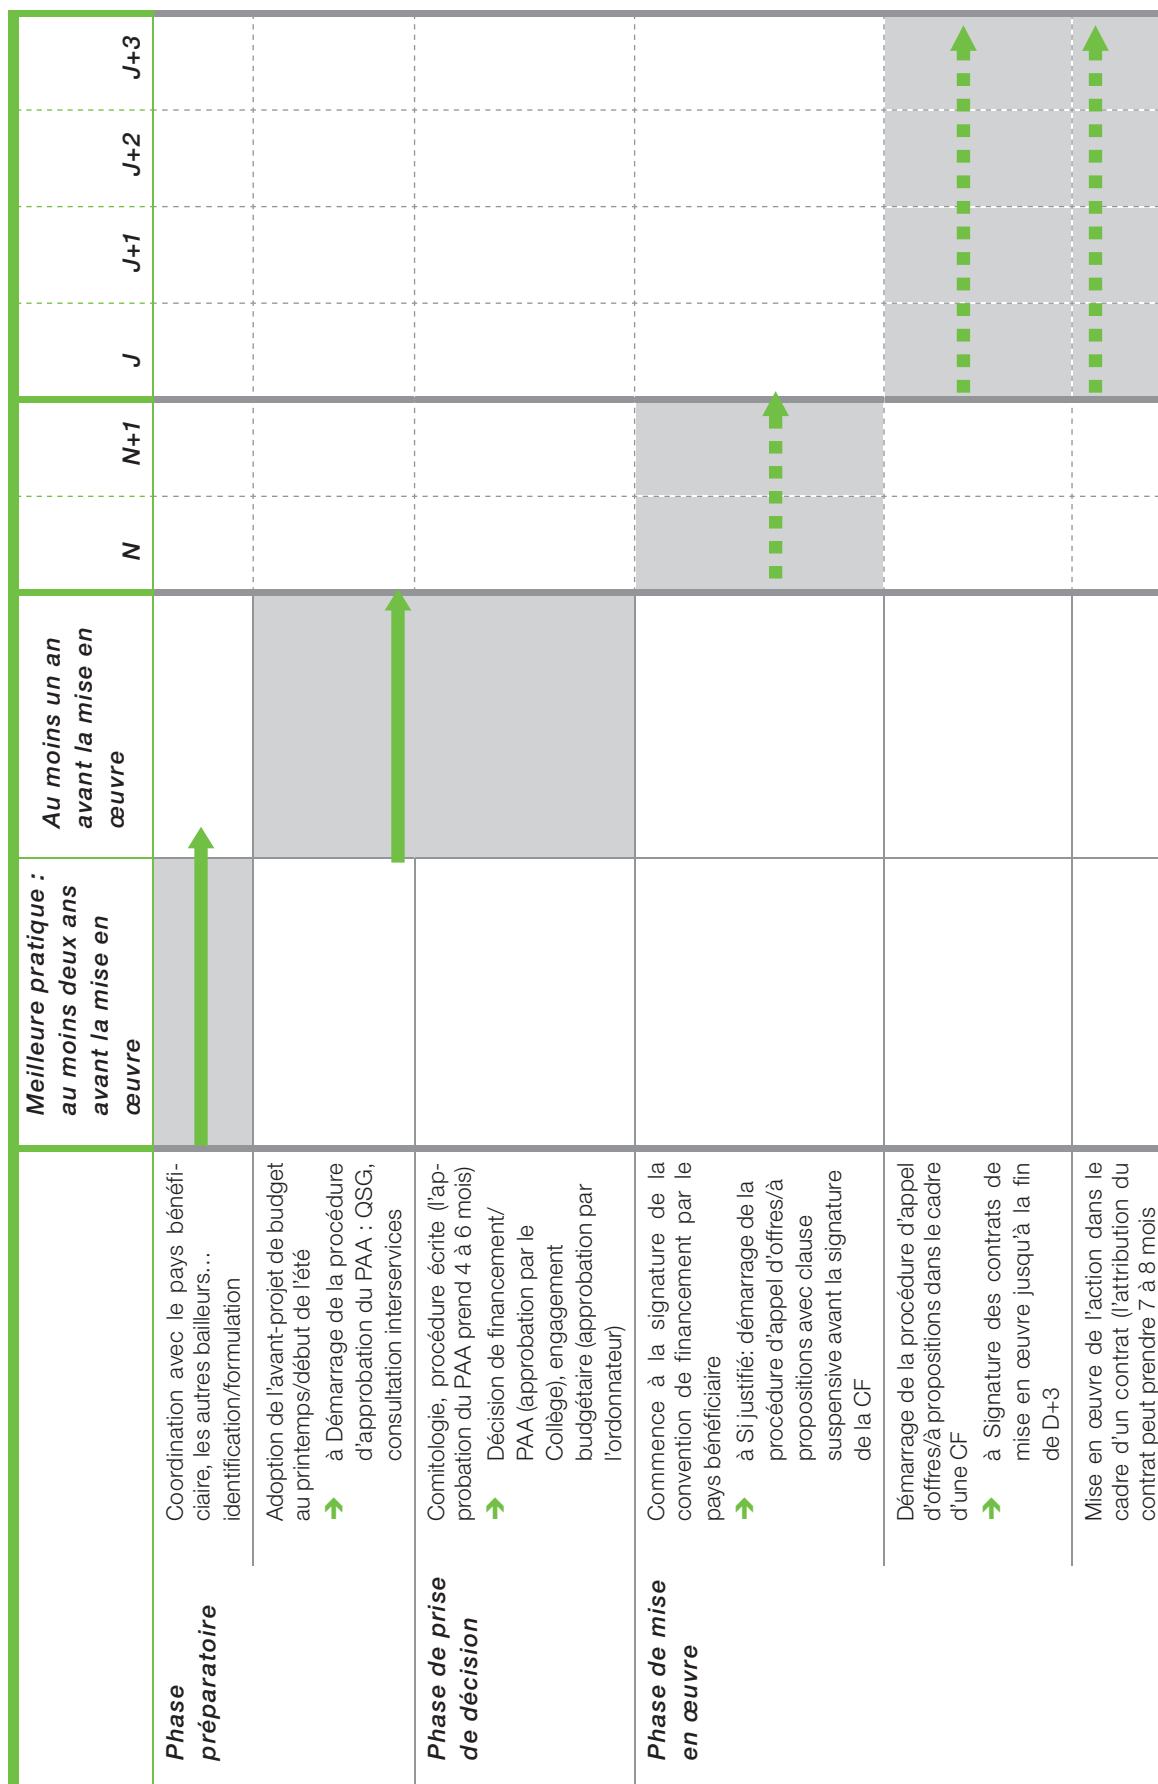 Meilleure pratique :
au moins deux ans
avant la mise en
œuvre
Au moins un an
avant la mise en
œuvre
N
N+1
J
J+1
J+2
J+3
Phase
préparatoire
Coordination avec le pays bénéfi-
ciaire, les autres bailleurs…
identification/formulation
Adoption de l'avant-projet de budget
au printemps/début de l'été
à Démarrage de la procédure
d'approbation du PAA : QSG,
consultation interservices
Phase de prise
de décision
Comitologie, procédure écrite (l'ap-
probation du PAA prend 4 à 6 mois)
Décision de financement/
PAA (approbation par le
Collège), engagement
budgétaire (approbation par
l'ordonnateur)
Phase de mise
en œuvre
Commence à la signature de la
convention de financement par le
pays bénéficiaire
à Si justifié: démarrage de la
procédure d'appel d'offres/à
propositions avec clause
suspensive avant la signature
de la CF
Démarrage de la procédure d'appel
d'offres/à propositions dans le cadre
d'une CF
à Signature des contrats de
mise en œuvre jusqu'à la fin
de D+3
Mise en œuvre de l'action dans le
cadre d'un contrat (l'attribution du
contrat peut prendre 7 à 8 mois